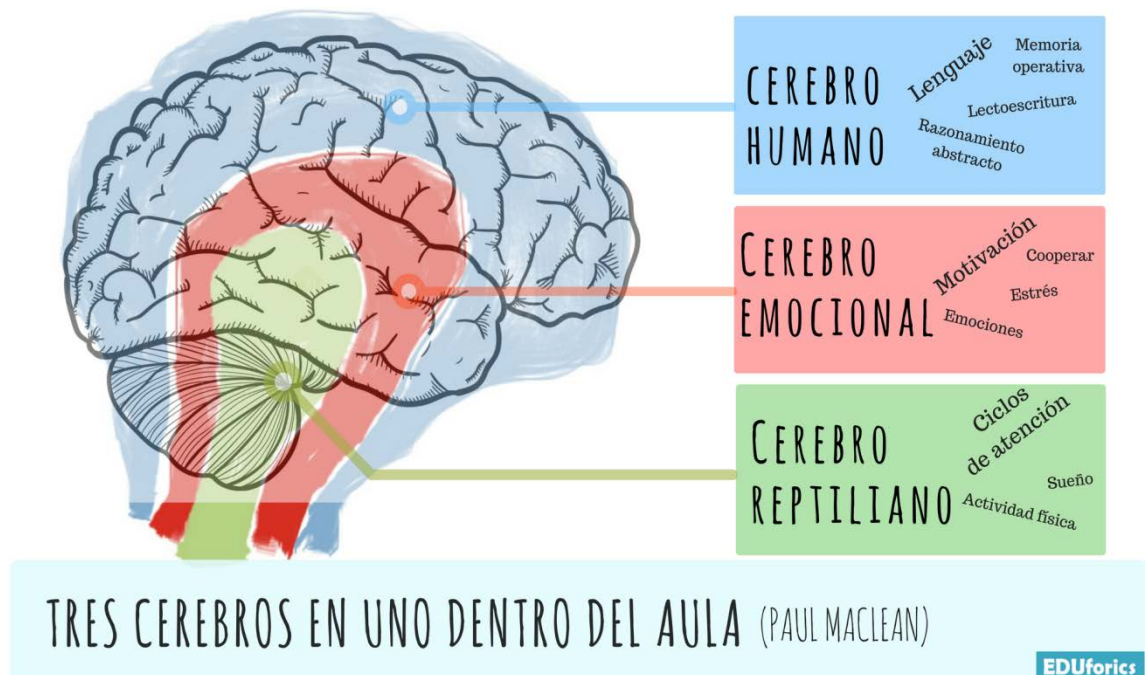 CEREBRO
HUMANO
Lenguaje
Memoria
operativa
Lectoescritura
Razonamiento
abstracto
CEREBRO
EMOCIONAL
Motivación
Cooperar
Estrés
Emociones
CEREBRO
REPTILIANO
Ciclos
de atención
Sueño
Actividad física
TRES CEREBROS EN UNO DENTRO DEL AULA (PAUL MACLEAN)
EDUforics